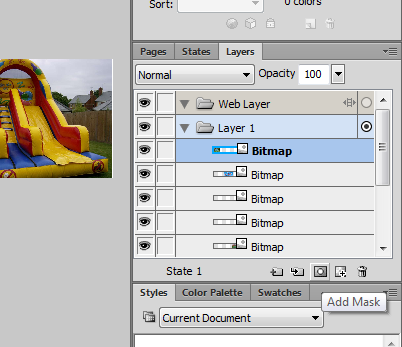 Sort:
0 colors
Pages States Layers
Normal Opacity 100
Web Layer
Layer 1
Bitmap
Bitmap
Bitmap
Bitmap
Bitmap
State 1
Add Mask
Styles Color Palette Swatches
Current Document